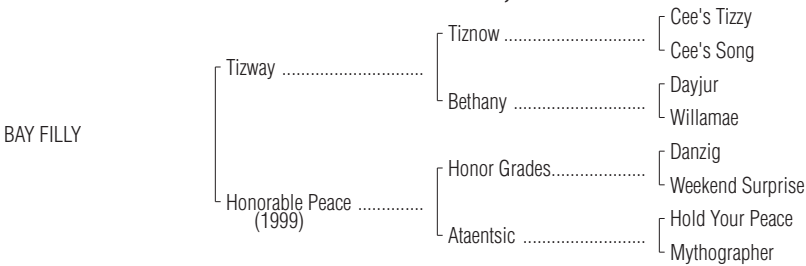 Cee's Tizzy
Tiznow ..............................
Cee's Song
Tizway ..............................
Dayjur
Bethany ............................
Willamae
BAY FILLY
Danzig
Honor Grades....................
Weekend Surprise
Honorable Peace ..............
(1999)
Hold Your Peace
Ataentsic ..........................
Mythographer